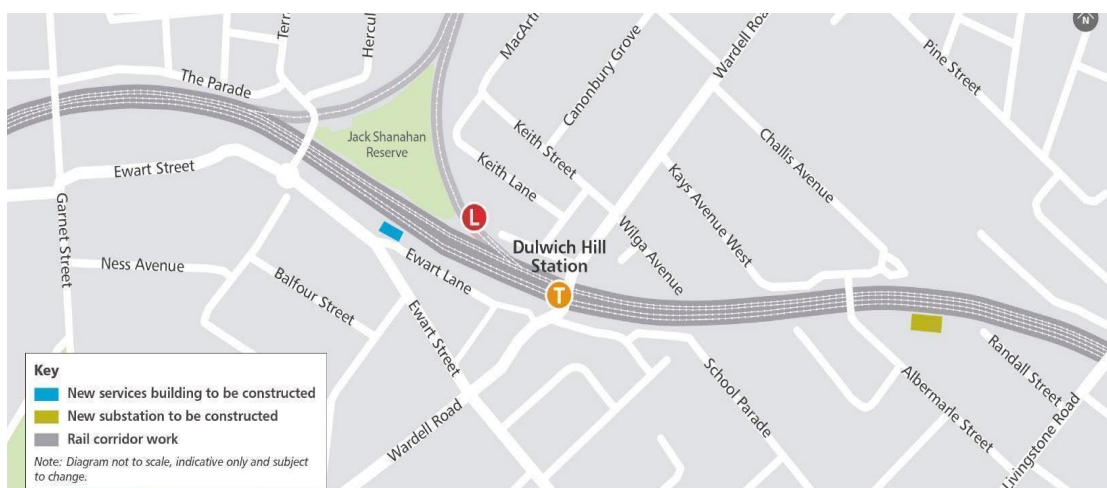 N
Terra
Hercul
The Parade
MacArth
Canonbury Grove
Wardell Road
Pine Street
Jack Shanahan
Reserve
Keith Street
Challis Avenue
Ewart Street
Keith Lane
Kays Avenue West
Garnet Street
L
Dulwich Hill
Station
Wilga Avenue
Ness Avenue
Ewart Lane
T
Balfour Street
Ewart Street
Randall Street
School Parade
Albermarle Street
Livingstone Road
Wardell Road
Key
New services building to be constructed
New substation to be constructed
Rail corridor work
Note: Diagram not to scale, indicative only and subject
to change.